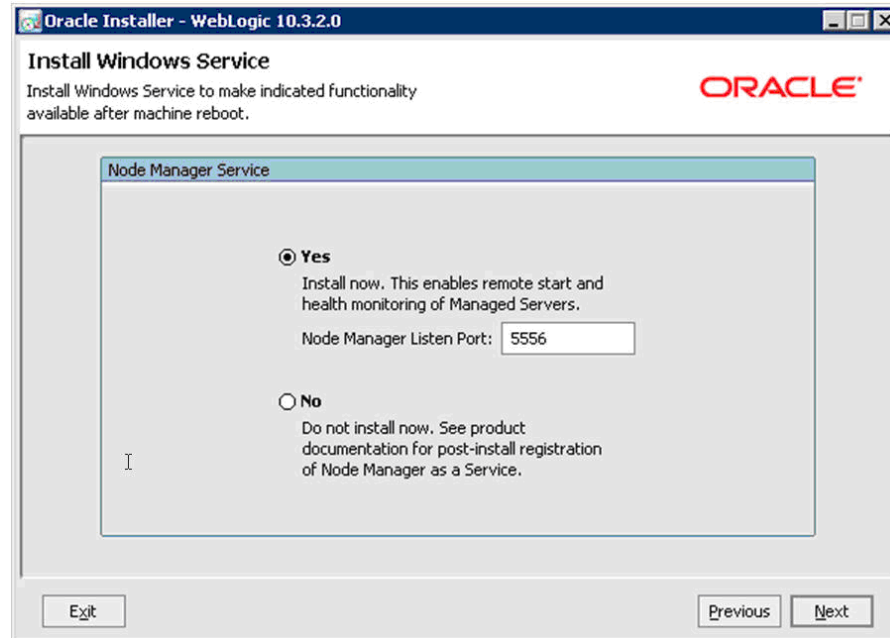 Oracle Installer - WebLogic 10.3.2.0
Install Windows Service
Install Windows Service to make indicated functionality
available after machine reboot.
ORACLE
Node Manager Service
Yes
Install now. This enables remote start and
health monitoring of Managed Servers.
Node Manager Listen Port: 5556
No
Do not install now. See product
documentation for post-install registration
of Node Manager as a Service.
Exit Previous Next